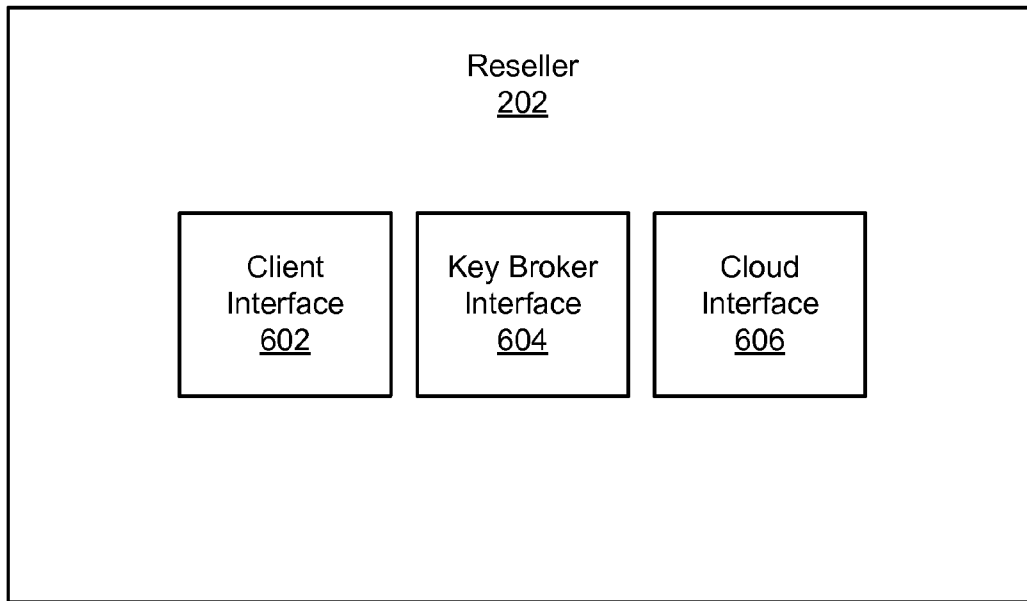 Reseller
202
Client
Interface
602
Key Broker
Interface
604
Cloud
Interface
606